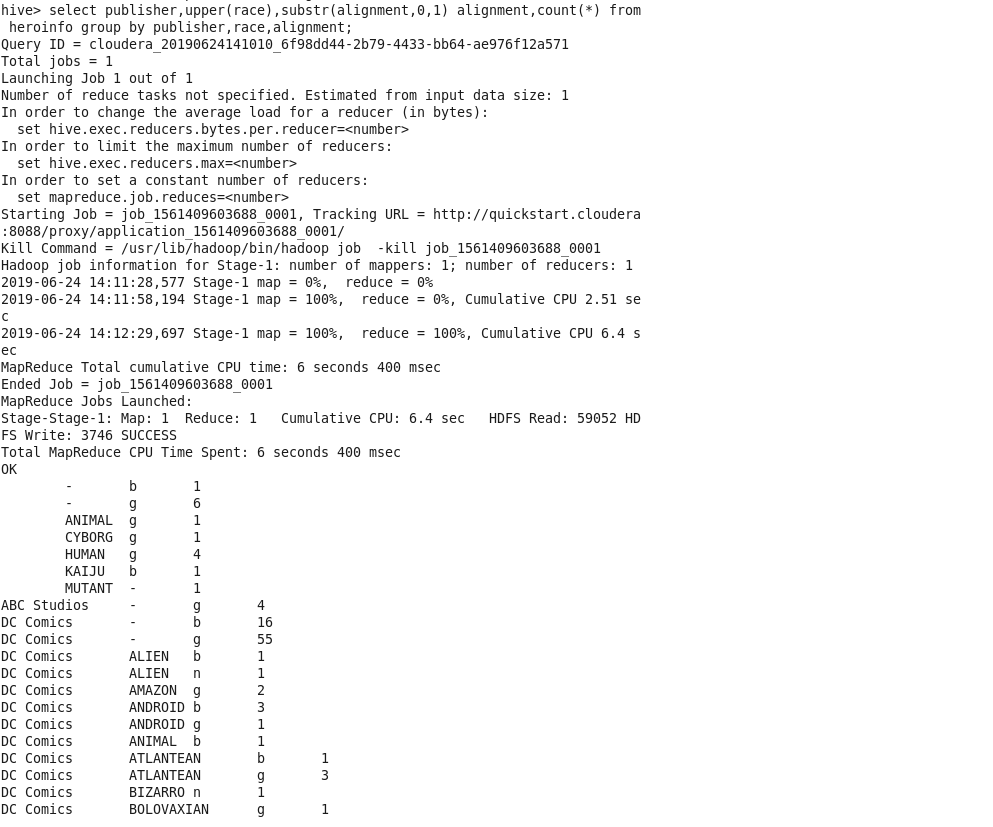 hive> select publisher,upper(race),substr(alignment,0,1) alignment,count(*) from
 heroinfo group by publisher,race,alignment;
Query ID = cloudera_20190624141010_6f98dd44-2b79-4433-bb64-ae976f12a571
Total jobs = 1
Launching Job 1 out of 1
Number of reduce tasks not specified. Estimated from input data size: 1
In order to change the average load for a reducer (in bytes):
  set hive.exec.reducers.bytes.per.reducer=<number>
In order to limit the maximum number of reducers:
  set hive.exec.reducers.max=<number>
In order to set a constant number of reducers:
  set mapreduce.job.reduces=<number>
Starting Job = job_1561409603688_0001, Tracking URL = http://quickstart.cloudera
:8088/proxy/application_1561409603688_0001/
Kill Command = /usr/lib/hadoop/bin/hadoop job  -kill job_1561409603688_0001
Hadoop job information for Stage-1: number of mappers: 1; number of reducers: 1
2019-06-24 14:11:28,577 Stage-1 map = 0%,  reduce = 0%
2019-06-24 14:11:58,194 Stage-1 map = 100%,  reduce = 0%, Cumulative CPU 2.51 se
c
2019-06-24 14:12:29,697 Stage-1 map = 100%,  reduce = 100%, Cumulative CPU 6.4 s
ec
MapReduce Total cumulative CPU time: 6 seconds 400 msec
Ended Job = job_1561409603688_0001
MapReduce Jobs Launched:
Stage-Stage-1: Map: 1  Reduce: 1   Cumulative CPU: 6.4 sec   HDFS Read: 59052 HD
FS Write: 3746 SUCCESS
Total MapReduce CPU Time Spent: 6 seconds 400 msec
OK
        -       b       1
        -       g       6
        ANIMAL  g       1
        CYBORG  g       1
        HUMAN   g       4
        KAIJU   b       1
        MUTANT  -       1
ABC Studios     -       g       4
DC Comics       -       b       16
DC Comics       -       g       55
DC Comics       ALIEN   b       1
DC Comics       ALIEN   n       1
DC Comics       AMAZON  g       2
DC Comics       ANDROID b       3
DC Comics       ANDROID g       1
DC Comics       ANIMAL  b       1
DC Comics       ATLANTEAN       b       1
DC Comics       ATLANTEAN       g       3
DC Comics       BIZARRO n       1
DC Comics       BOLOVAXIAN      g       1